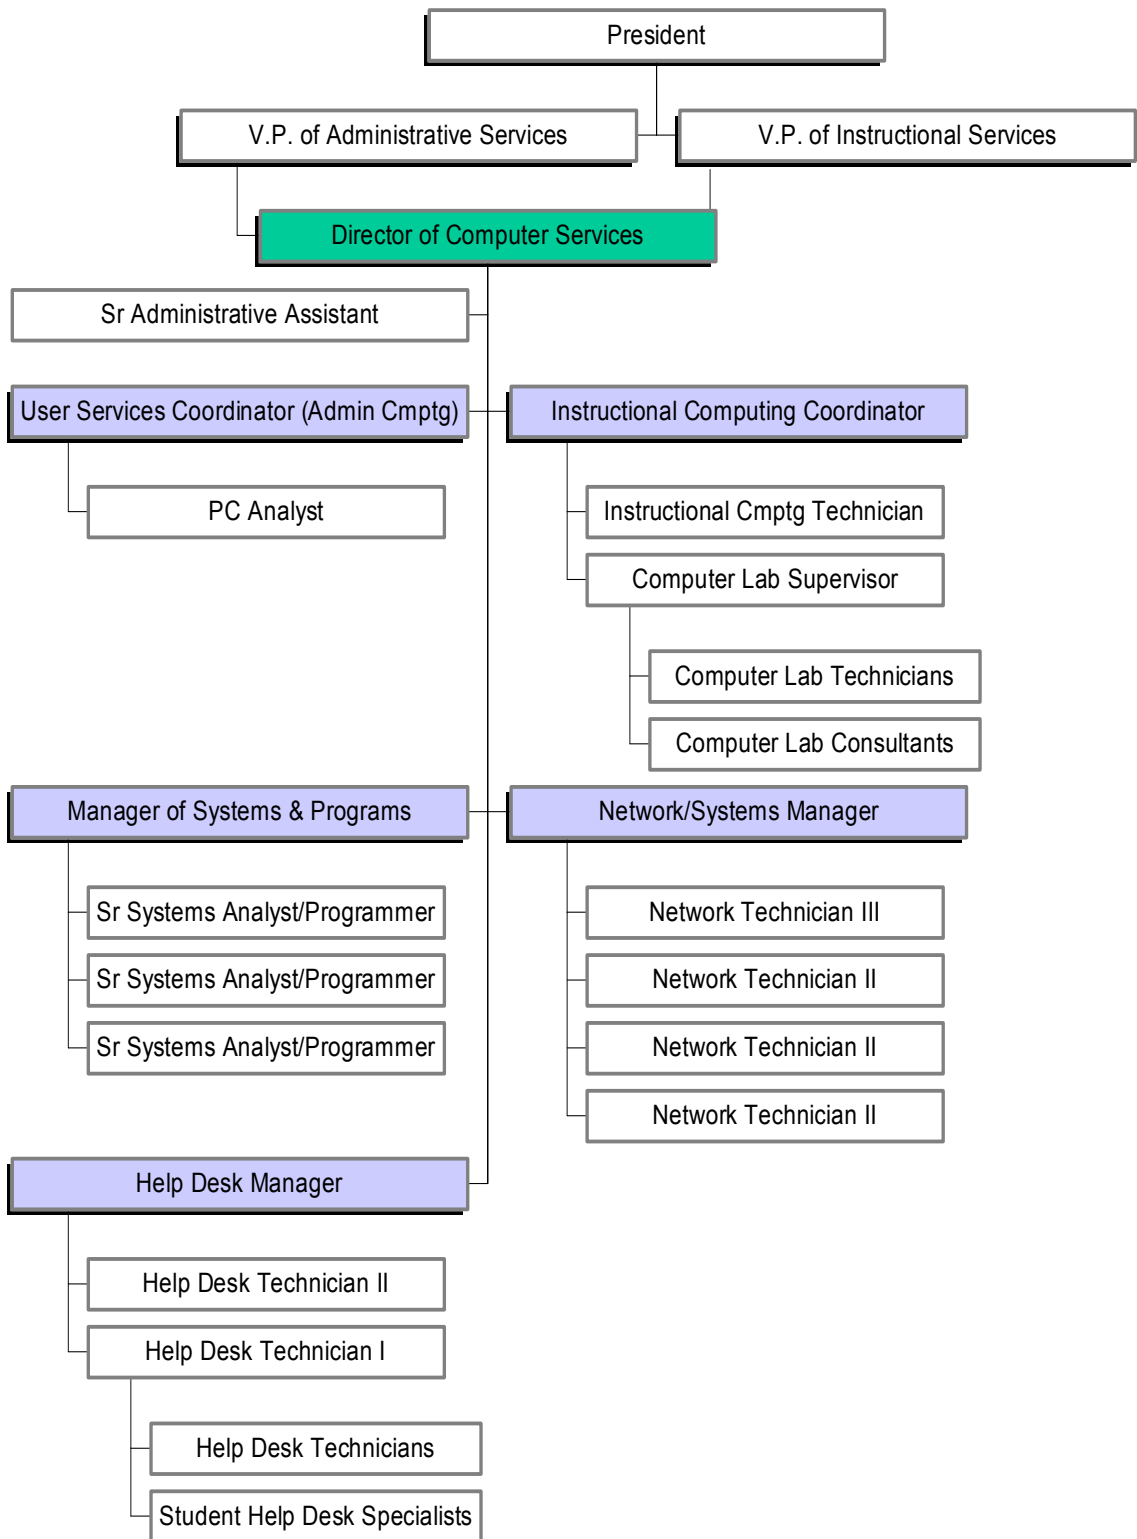 President
V.P. of Administrative Services
V.P. of Instructional Services
Director of Computer Services
Sr Administrative Assistant
User Services Coordinator (Admin Cmptg)
Instructional Computing Coordinator
PC Analyst
Instructional Cmptg Technician
Computer Lab Supervisor
Computer Lab Technicians
Computer Lab Consultants
Manager of Systems & Programs
Network/Systems Manager
Sr Systems Analyst/Programmer
Network Technician III
Sr Systems Analyst/Programmer
Network Technician II
Sr Systems Analyst/Programmer
Network Technician II
Network Technician II
Help Desk Manager
Help Desk Technician II
Help Desk Technician I
Help Desk Technicians
Student Help Desk Specialists